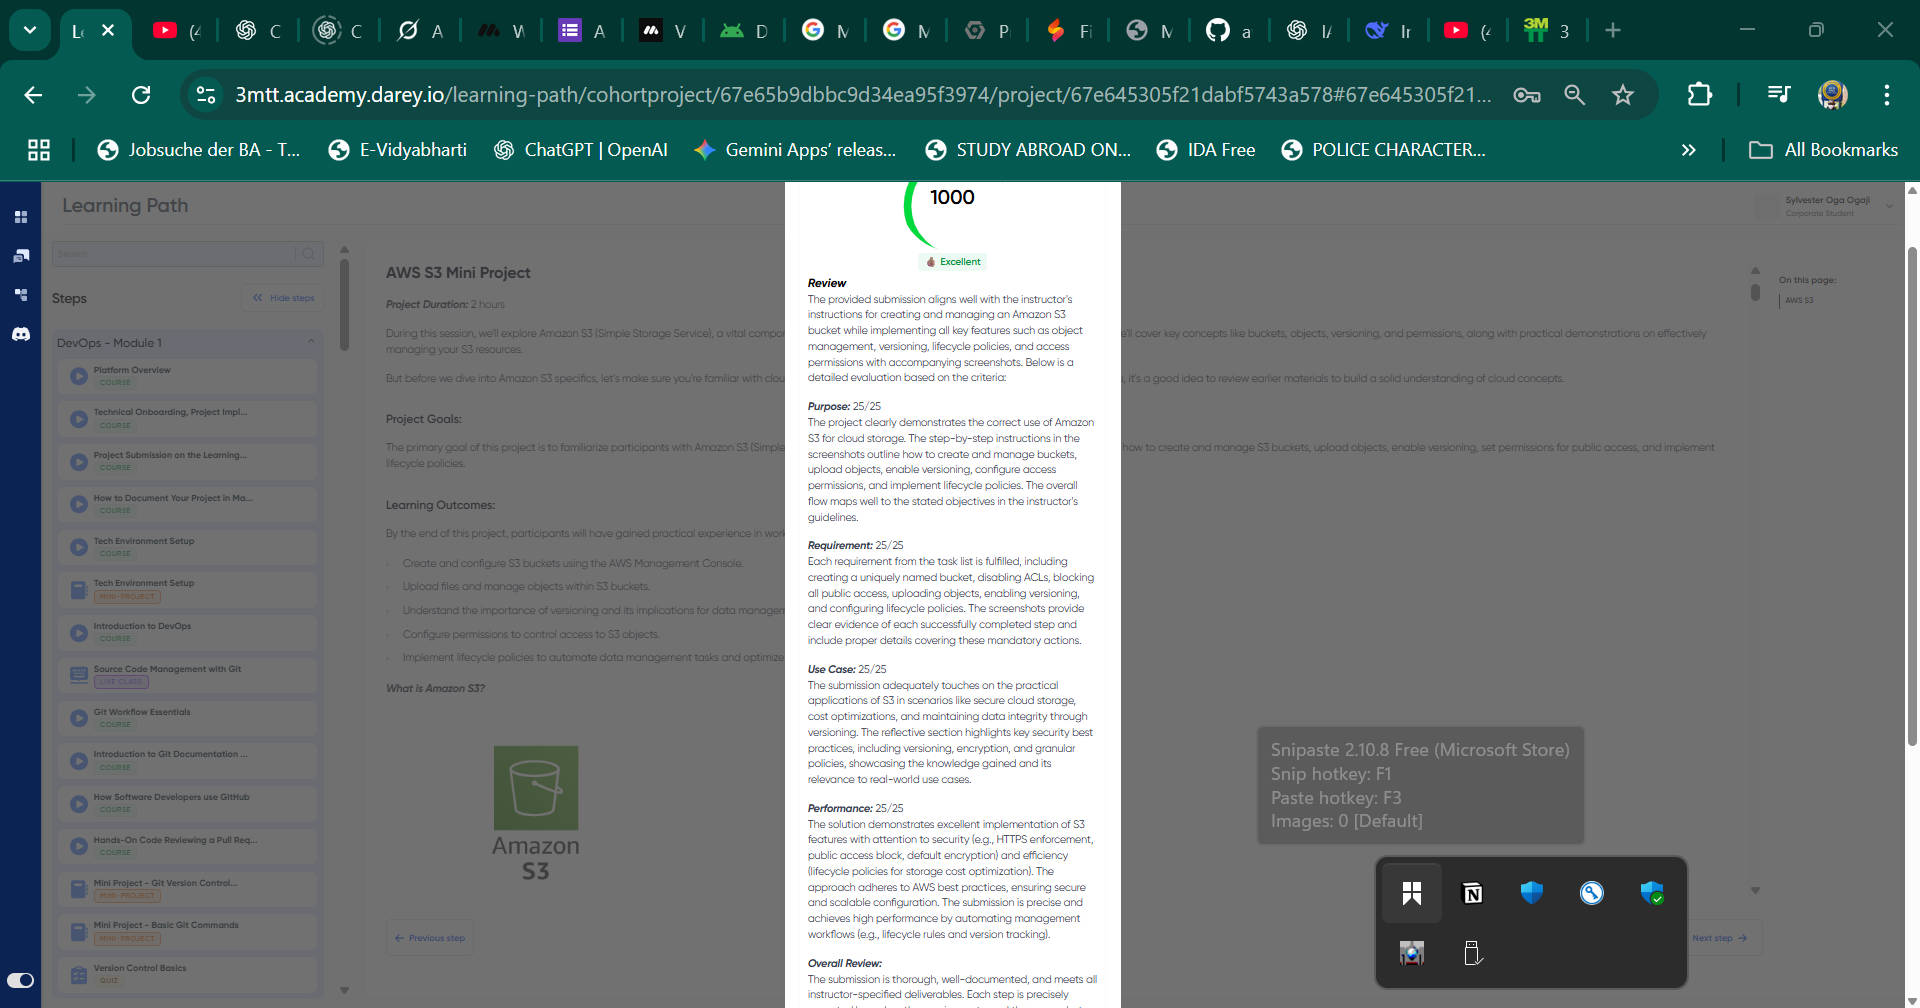 Le
(4
C
C
A
W
A
V
D
M
M
P
Fi
M
a
IA
Ir
(4
3M
TT
3
3mtt.academy.darey.io/learning-path/cohortproject/67e65b9dbbc9d34ea95f3974/project/67e645305f21dabf5743a578#67e645305f21...
Jobsuche der BA - T...
E-Vidyabharti
ChatGPT | OpenAI
Gemini Apps' releas...
STUDY ABROAD ON...
IDA Free
POLICE CHARACTER...
All Bookmarks
Learning Path
Sylvester Oga Ogaji
Corporate Student
Search
Steps
Hide steps
DevOps - Module 1
Platform Overview
COURSE
Technical Onboarding, Project Impl...
COURSE
Project Submission on the Learning...
COURSE
How to Document Your Project in Ma...
COURSE
Tech Environment Setup
COURSE
Tech Environment Setup
MINI-PROJECT
Introduction to DevOps
COURSE
Source Code Management with Git
LIVE CLASS
Git Workflow Essentials
COURSE
Introduction to Git Documentation ...
COURSE
How Software Developers use GitHub
COURSE
Hands-On Code Reviewing a Pull Req...
COURSE
Mini Project - Git Version Control...
MINI-PROJECT
Mini Project - Basic Git Commands
MINI-PROJECT
Version Control Basics
QUIZ
AWS S3 Mini Project
Project Duration: 2 hours
During this session, we'll explore Amazon S3 (Simple Storage Service), a vital compor
'll cover key concepts like buckets, objects, versioning, and permissions, along with practical demonstrations on effectively
managing your S3 resources.
But before we dive into Amazon S3 specifics, let's make sure you're familiar with clou
, it's a good idea to review earlier materials to build a solid understanding of cloud concepts.
Project Goals:
The primary goal of this project is to familiarize participants with Amazon S3 (Simple
how to create and manage S3 buckets, upload objects, enable versioning, set permissions for public access, and implement
lifecycle policies.
Learning Outcomes:
By the end of this project, participants will have gained practical experience in work
Create and configure S3 buckets using the AWS Management Console.
Upload files and manage objects within S3 buckets.
Understand the importance of versioning and its implications for data managem
Configure permissions to control access to S3 objects.
Implement lifecycle policies to automate data management tasks and optimize
What is Amazon S3?
Amazon
S3
Previous step
Next step
On this page:
AWS S3
1000
Excellent
Review
The provided submission aligns well with the instructor's
instructions for creating and managing an Amazon S3
bucket while implementing all key features such as object
management, versioning, lifecycle policies, and access
permissions with accompanying screenshots. Below is a
detailed evaluation based on the criteria:
Purpose: 25/25
The project clearly demonstrates the correct use of Amazon
S3 for cloud storage. The step-by-step instructions in the
screenshots outline how to create and manage buckets,
upload objects, enable versioning, configure access
permissions, and implement lifecycle policies. The overall
flow maps well to the stated objectives in the instructor's
guidelines.
Requirement: 25/25
Each requirement from the task list is fulfilled, including
creating a uniquely named bucket, disabling ACLs, blocking
all public access, uploading objects, enabling versioning,
and configuring lifecycle policies. The screenshots provide
clear evidence of each successfully completed step and
include proper details covering these mandatory actions.
Use Case: 25/25
The submission adequately touches on the practical
applications of S3 in scenarios like secure cloud storage,
cost optimizations, and maintaining data integrity through
versioning. The reflective section highlights key security best
practices, including versioning, encryption, and granular
policies, showcasing the knowledge gained and its
relevance to real-world use cases.
Performance: 25/25
The solution demonstrates excellent implementation of S3
features with attention to security (e.g., HTTPS enforcement,
public access block, default encryption) and efficiency
(lifecycle policies for storage cost optimization). The
approach adheres to AWS best practices, ensuring secure
and scalable configuration. The submission is precise and
achieves high performance by automating management
workflows (e.g., lifecycle rules and version tracking).
Overall Review:
The submission is thorough, well-documented, and meets all
instructor-specified deliverables. Each step is precisely
Snipaste 2.10.8 Free (Microsoft Store)
Snip hotkey: F1
Paste hotkey: F3
Images: 0 [Default]